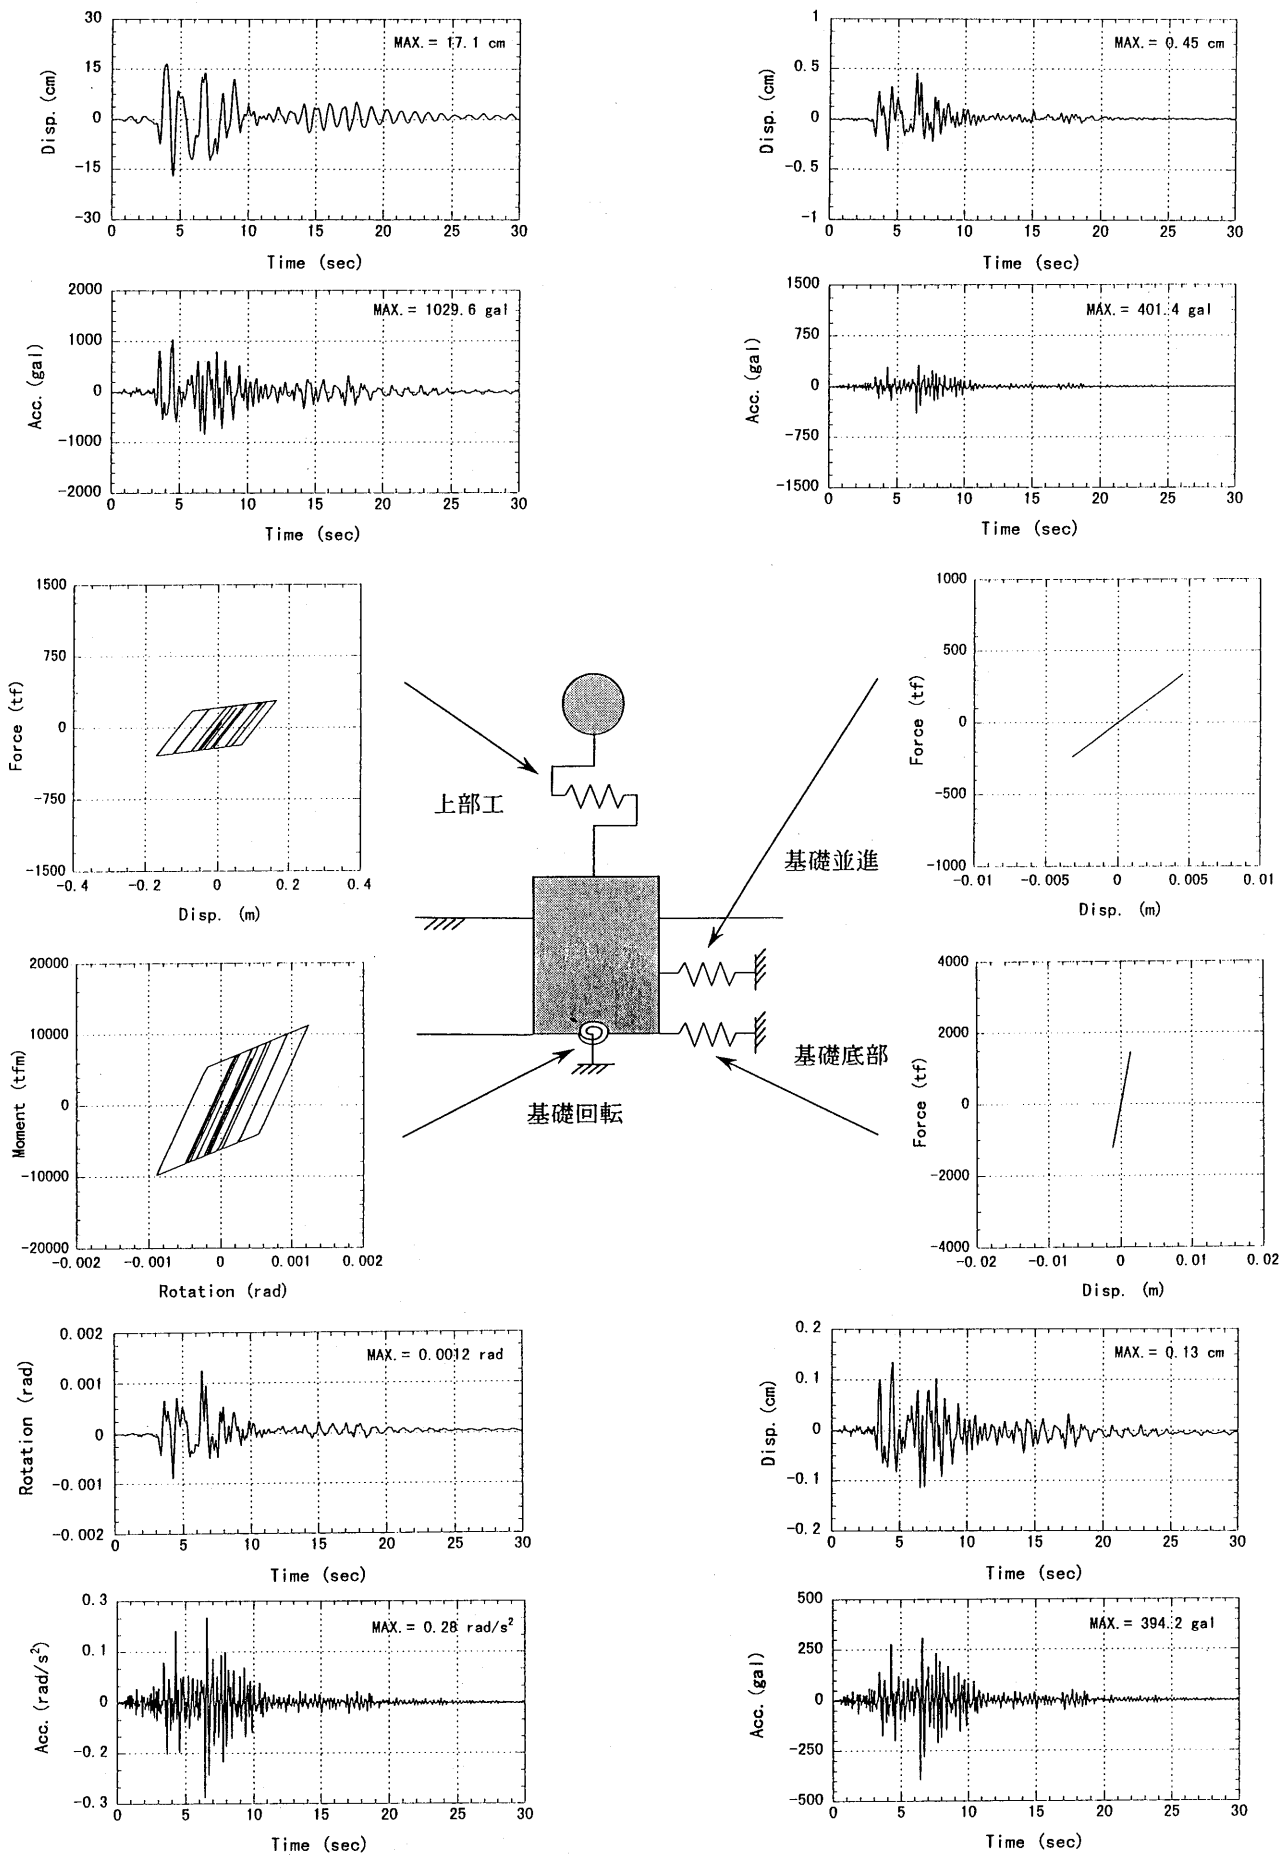 30
15
0
-15
-30
Disp. (cm)
MAX. = 17.1 cm
0 5 10 15 20 25 30
Time (sec)
1
0.5
0
-0.5
-1
Disp. (cm)
MAX. = 0.45 cm
0 5 10 15 20 25 30
Time (sec)
2000
1000
0
-1000
-2000
Acc. (gal)
MAX. = 1029.6 gal
0 5 10 15 20 25 30
Time (sec)
1500
750
0
-750
-1500
Acc. (gal)
MAX. = 401.4 gal
0 5 10 15 20 25 30
Time (sec)
1500
750
0
-750
-1500
Force (tf)
-0.4 -0.2 0 0.2 0.4
Disp. (m)
1000
500
0
-500
-1000
Force (tf)
-0.01 -0.005 0 0.005 0.01
Disp. (m)
上部工
基礎並進
基礎底部
基礎回転
20000
10000
0
-10000
-20000
Moment (tfm)
-0.002 -0.001 0 0.001 0.002
Rotation (rad)
4000
2000
0
-2000
-4000
Force (tf)
-0.02 -0.01 0 0.01 0.02
Disp. (m)
0.002
0.001
0
-0.001
-0.002
Rotation (rad)
MAX. = 0.0012 rad
0 5 10 15 20 25 30
Time (sec)
0.2
0.1
0
-0.1
-0.2
Disp. (cm)
MAX. = 0.13 cm
0 5 10 15 20 25 30
Time (sec)
0.3
0.1
0
-0.2
-0.3
Acc. (rad/s²)
MAX. = 0.28 rad/s²
0 5 10 15 20 25 30
Time (sec)
500
250
0
-250
-500
Acc. (gal)
MAX. = 394.2 gal
0 5 10 15 20 25 30
Time (sec)